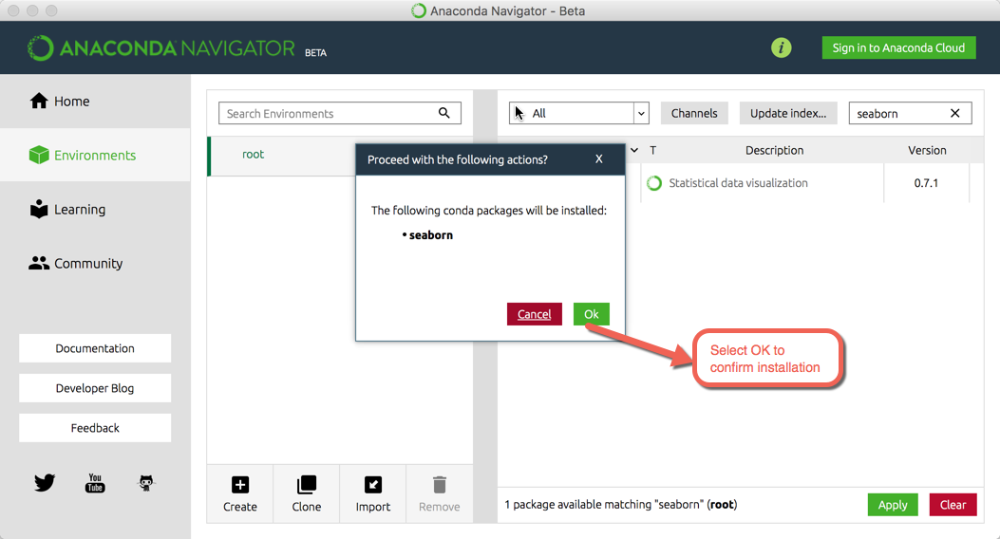 Anaconda Navigator - Beta
ANACONDA NAVIGATOR BETA
i
Sign in to Anaconda Cloud
Home
Environments
Learning
Community
Documentation
Developer Blog
Feedback
You
Tube
Search Environments
root
Create
Clone
Import
Remove
All
Channels
Update index...
seaborn
T
Description
Version
Statistical data visualization
0.7.1
Proceed with the following actions?
X
The following conda packages will be installed:
• seaborn
Cancel
Ok
Select OK to
confirm installation
1 package available matching "seaborn" (root)
Apply
Clear